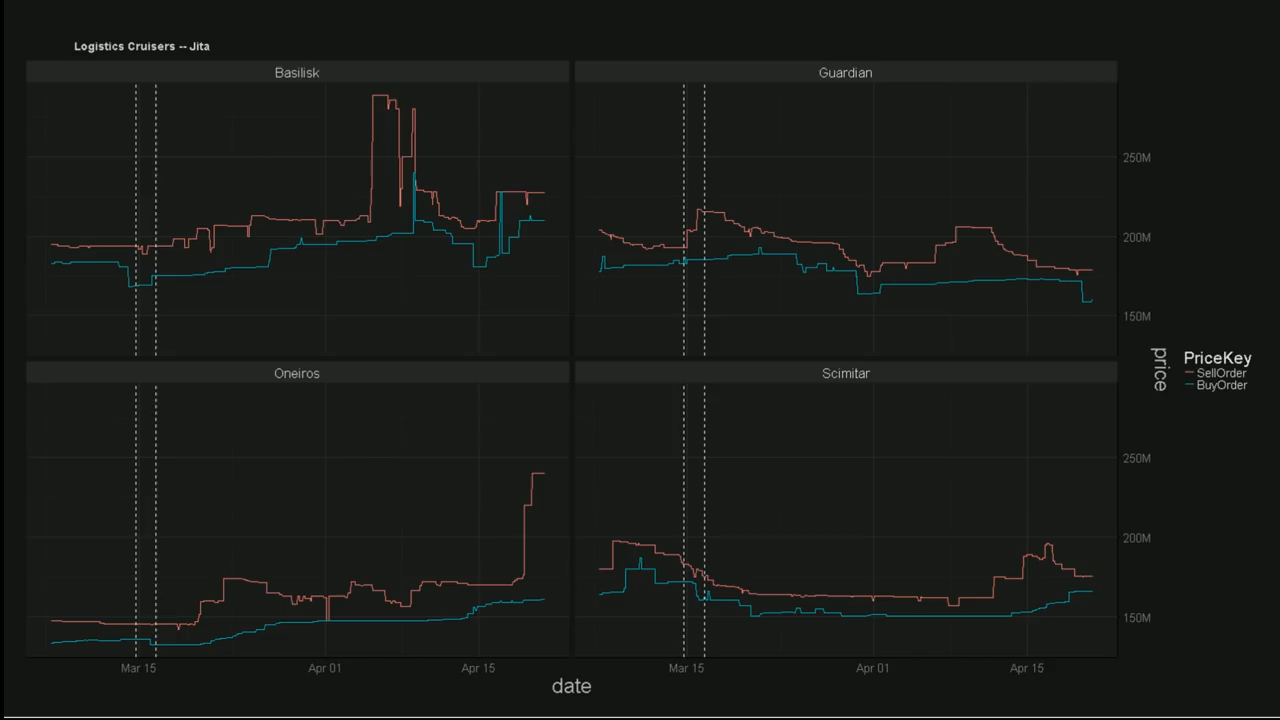 Logistics Cruisers -- Jita
Basilisk
Guardian
250M
200M
150M
Oneiros
Scimitar
250M
200M
150M
Mar 15
Apr 01
Apr 15
Mar 15
Apr 01
Apr 15
date
price
PriceKey
SellOrder
BuyOrder